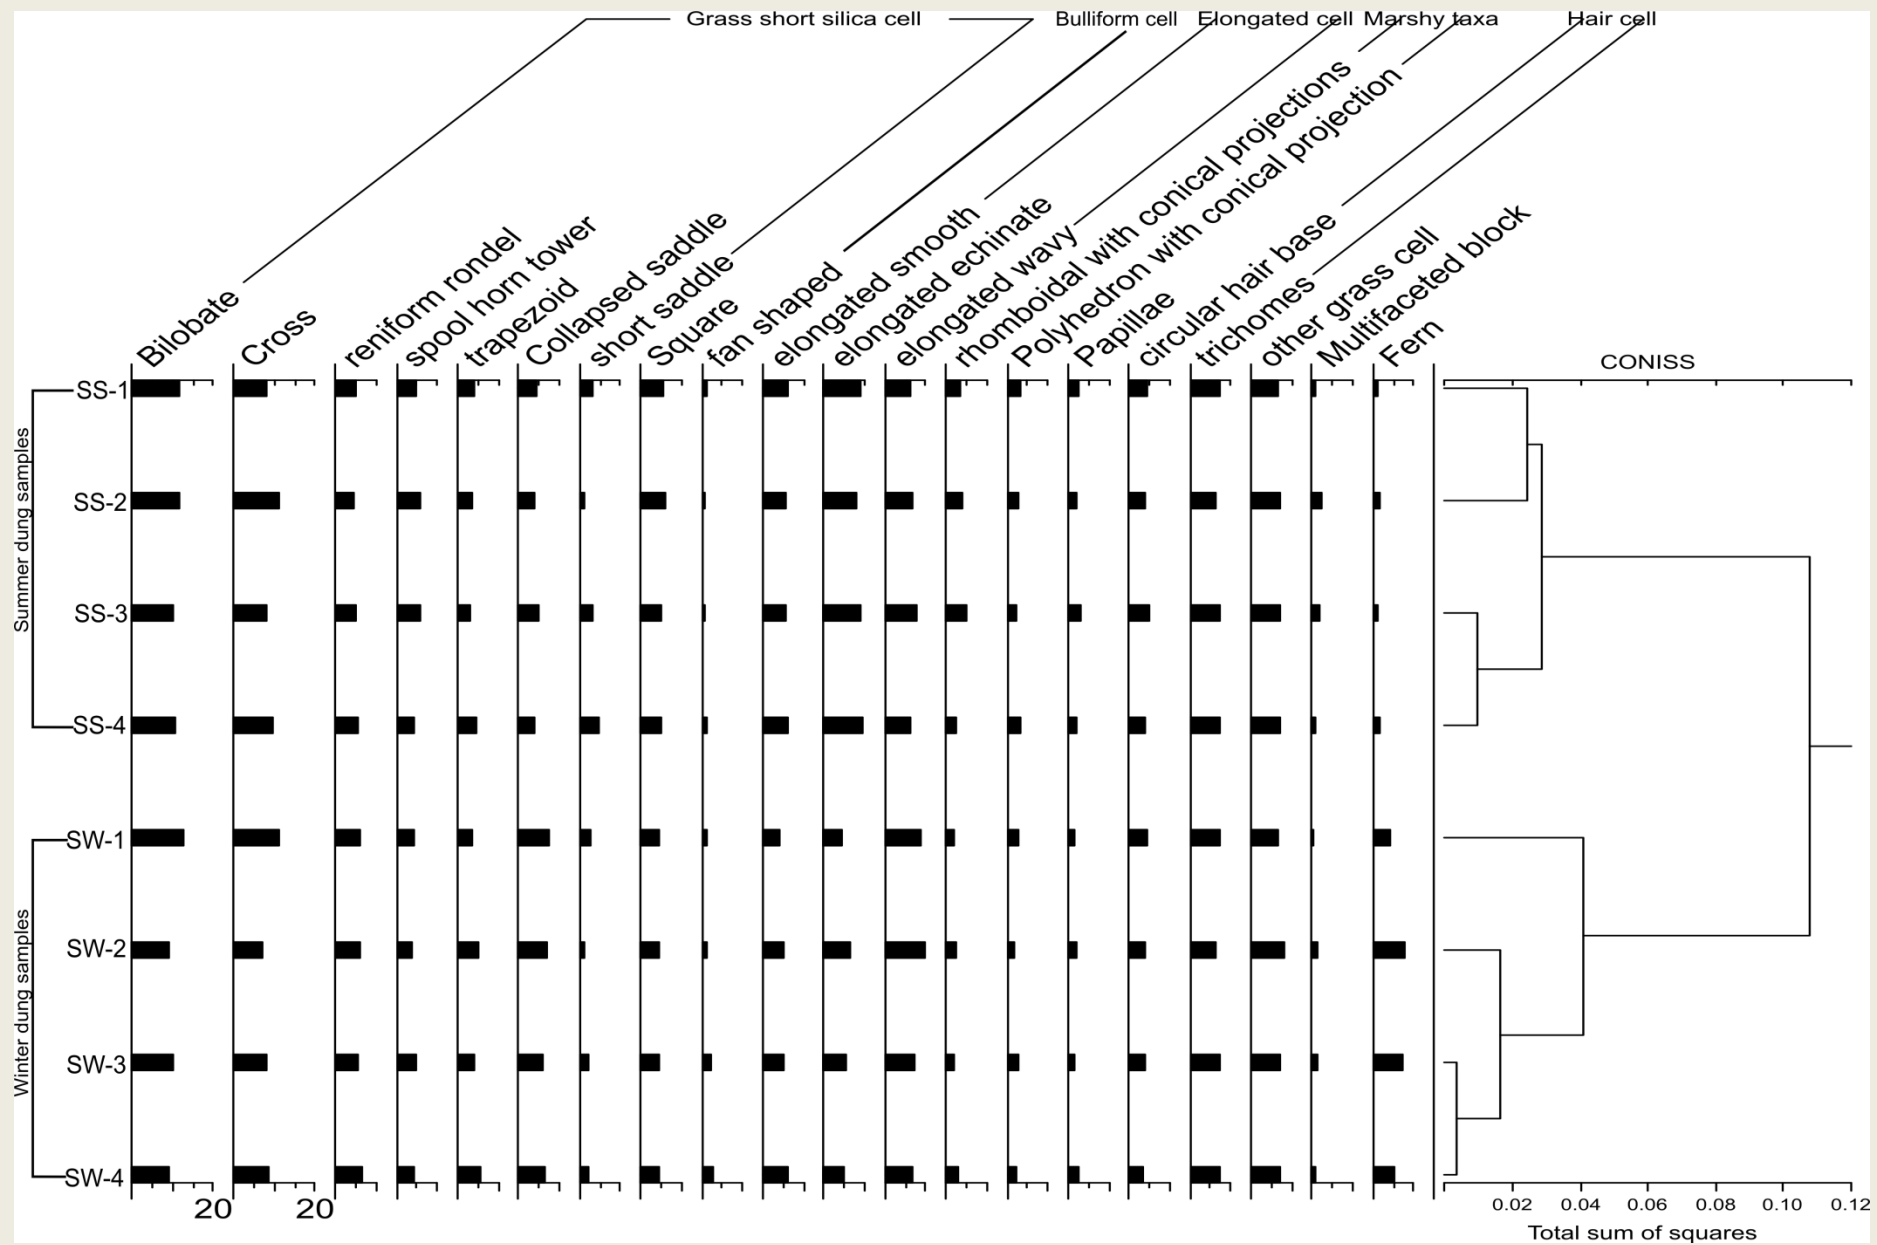 Grass short silica cell
Bulliform cell
Elongated cell
Marshy taxa
Hair cell
Bilobate
Cross
reniform rondel
spool horn tower
trapezoid
Collapsed saddle
short saddle
Square
fan shaped
elongated smooth
elongated echinate
elongated wavy
rhomboidal with conical projections
Polyhedron with conical projection
Papillae
circular hair base
trichomes
other grass cell
Multifaceted block
Fern
CONISS
Summer dung samples
SS-1
SS-2
SS-3
SS-4
Winter dung samples
SW-1
SW-2
SW-3
SW-4
20
20
0.02
0.04
0.06
0.08
0.10
0.12
Total sum of squares